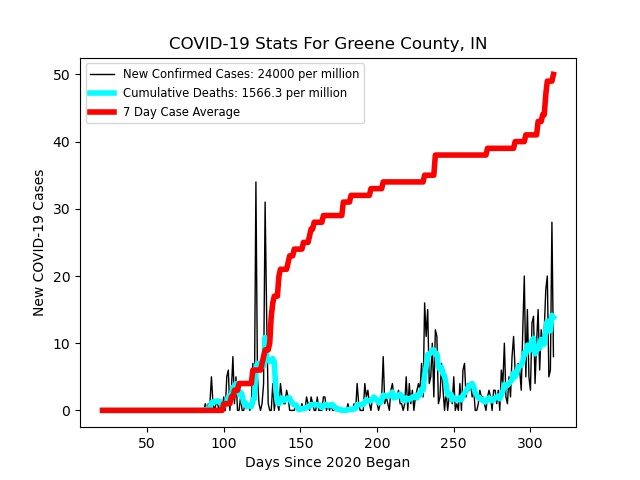 COVID-19 Stats For Greene County, IN
New Confirmed Cases: 24000 per million
Cumulative Deaths: 1566.3 per million
7 Day Case Average
New COVID-19 Cases
50
40
30
20
10
0
50 100 150 200 250 300
Days Since 2020 Began